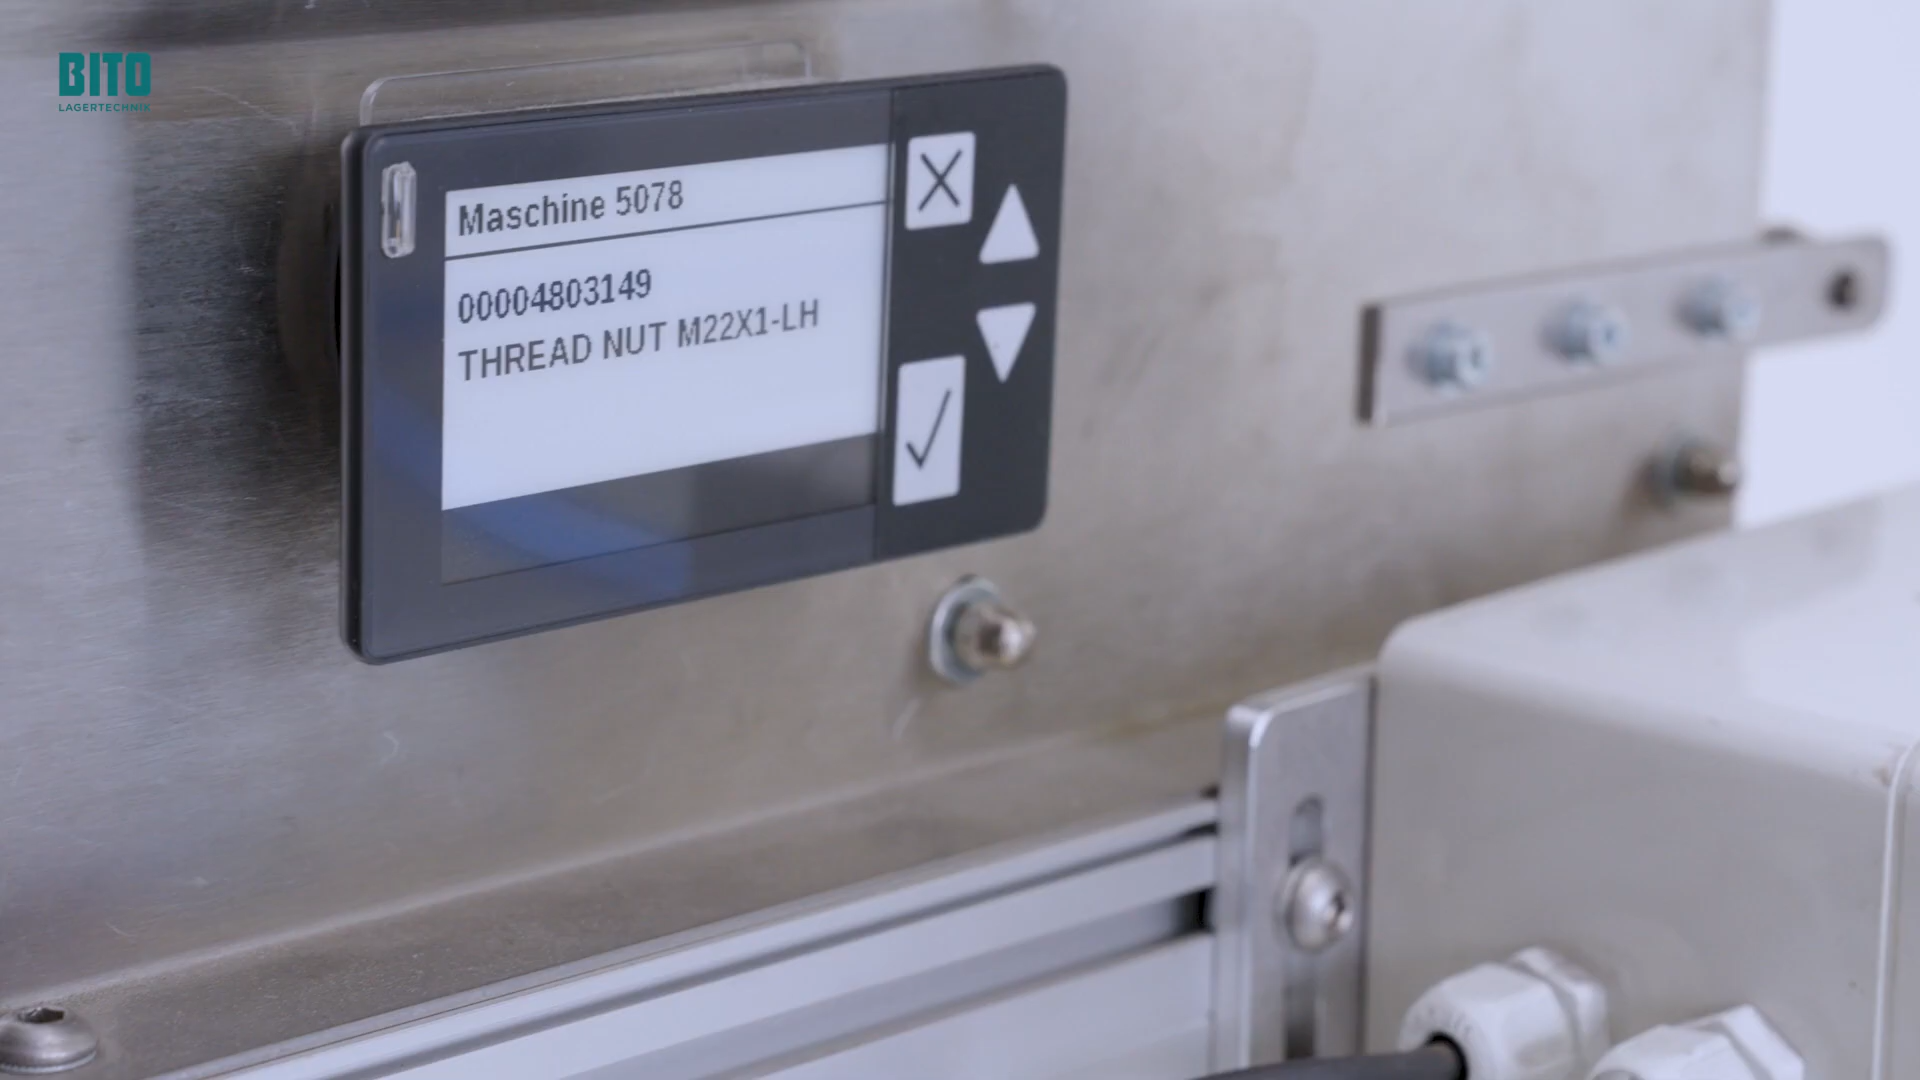 BITO
LAGERTECHNIK
Maschine 5078
00004803149
THREAD NUT M22X1-LH